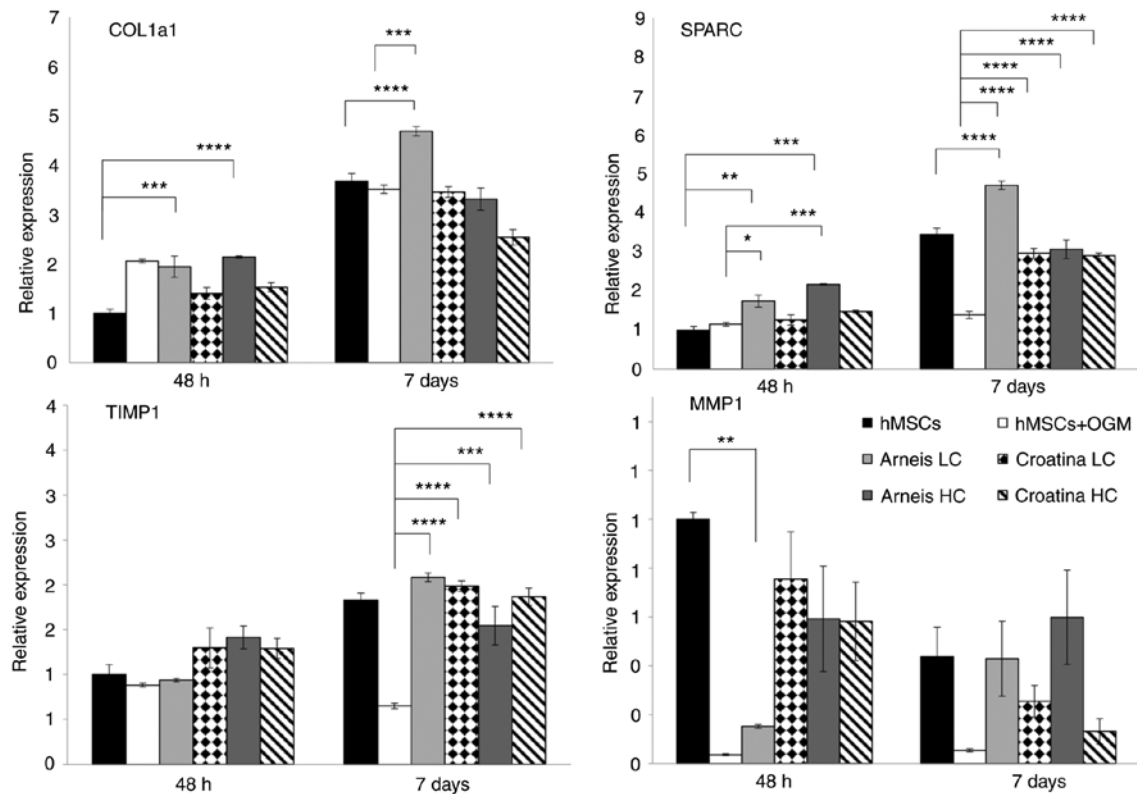 COL1a1
7
6
5
4
3
2
1
0
Relative expression
***
****
****
***
48 h
7 days
SPARC
9
8
7
6
5
4
3
2
1
0
Relative expression
****
****
****
****
****
***
**
***
*
48 h
7 days
TIMP1
4
4
3
3
2
2
1
1
0
Relative expression
****
***
****
****
48 h
7 days
MMP1
1
1
1
1
1
0
0
0
Relative expression
**
hMSCs
hMSCs+OGM
Arneis LC
Croatina LC
Arneis HC
Croatina HC
48 h
7 days